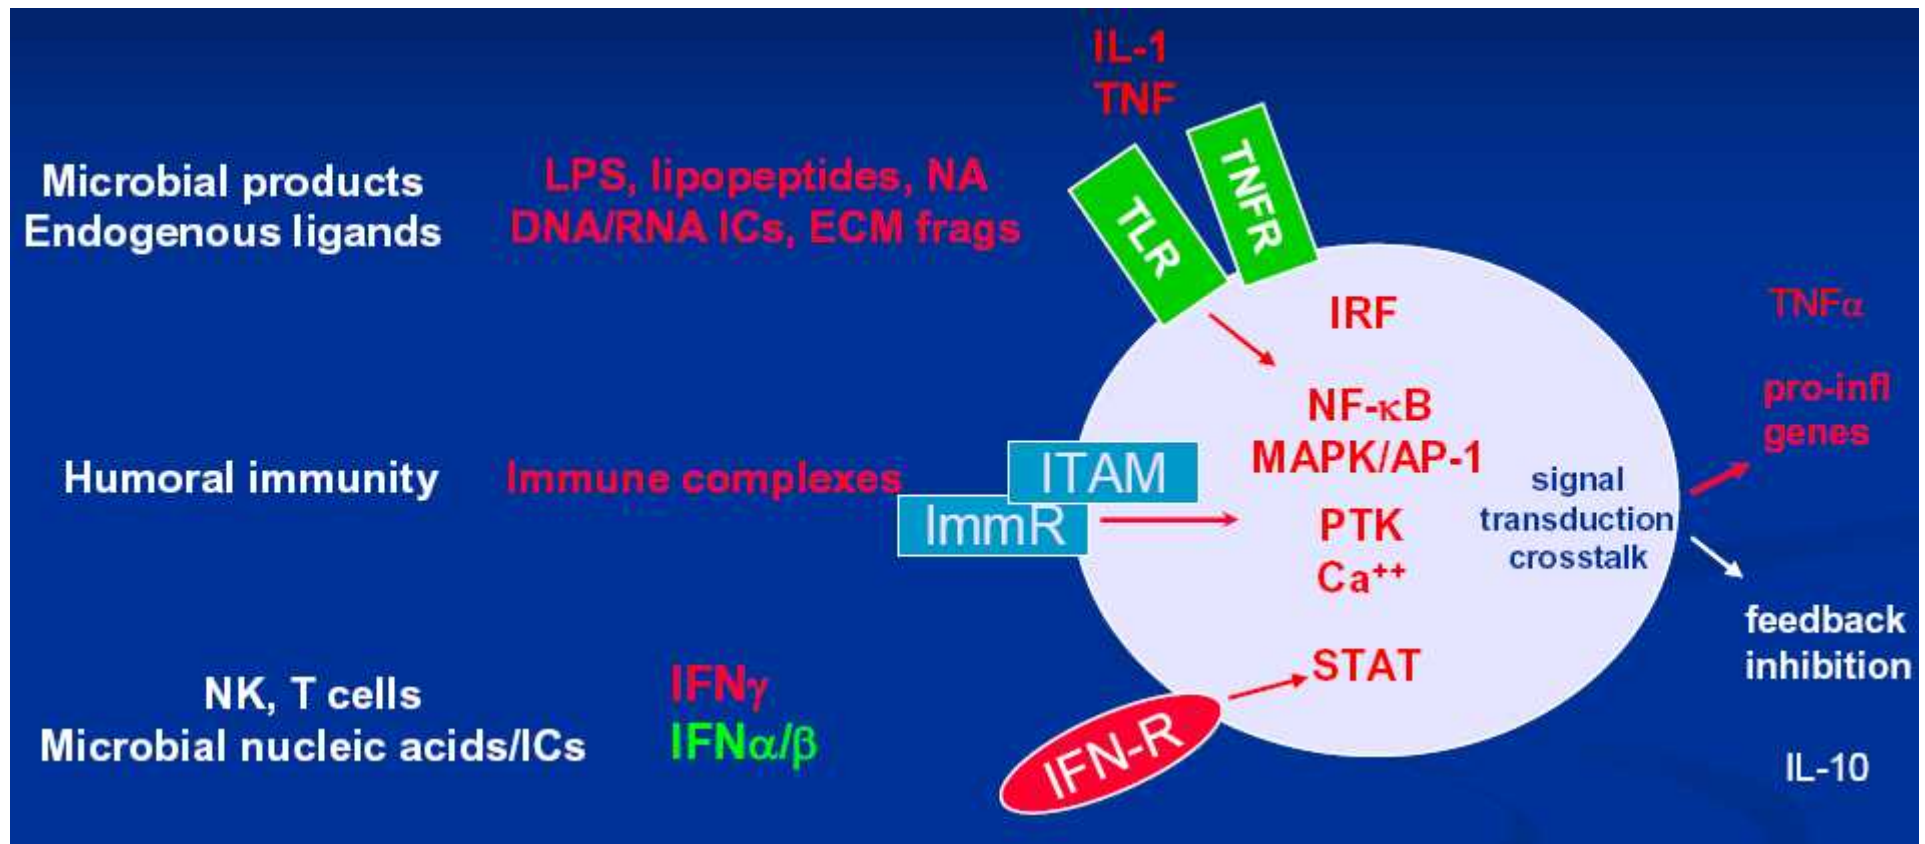 IL-1
TNF
Microbial products
Endogenous ligands
LPS, lipopeptides, NA
DNA/RNA ICs, ECM frags
TLR
TNFR
IRF
NF-κB
MAPK/AP-1
PTK
Ca⁺⁺
STAT
signal
transduction
crosstalk
Humoral immunity
Immune complexes
ITAM
ImmR
NK, T cells
Microbial nucleic acids/ICs
IFNγ
IFNα/β
IFN-R
TNFα
pro-infl
genes
feedback
inhibition
IL-10